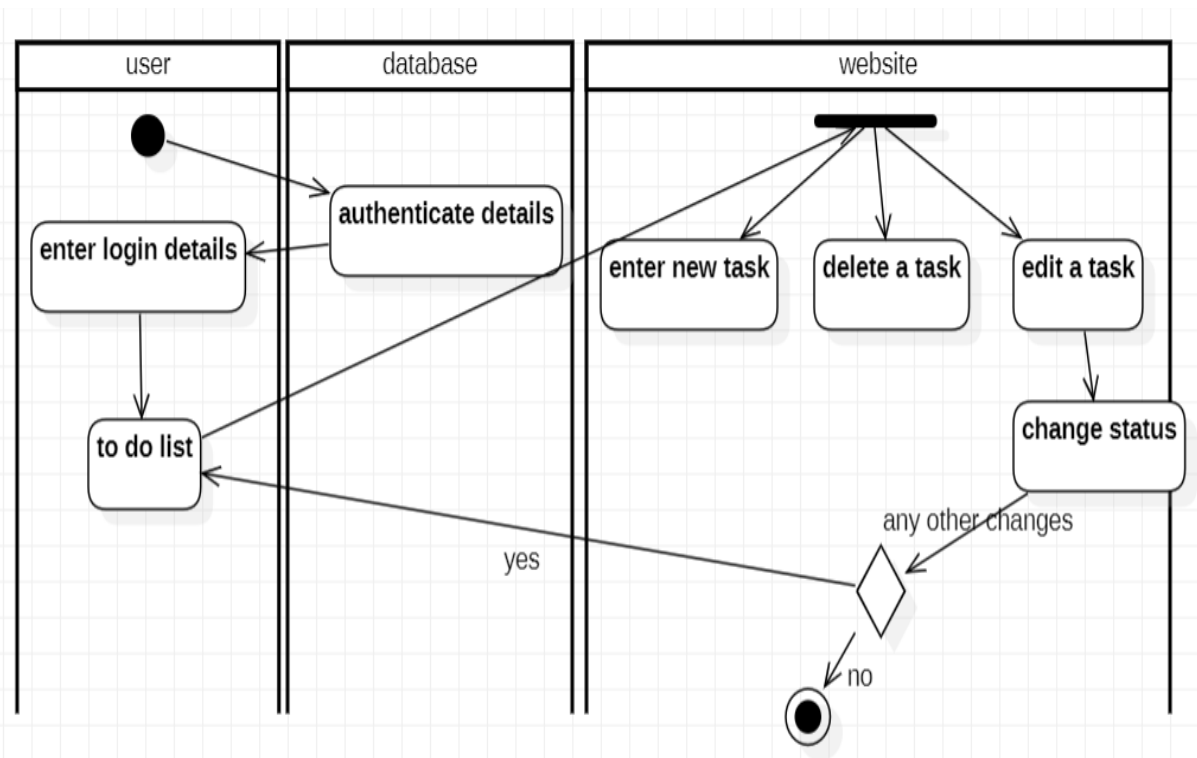 user
database
website
authenticate details
enter login details
enter new task
delete a task
edit a task
to do list
change status
any other changes
yes
no